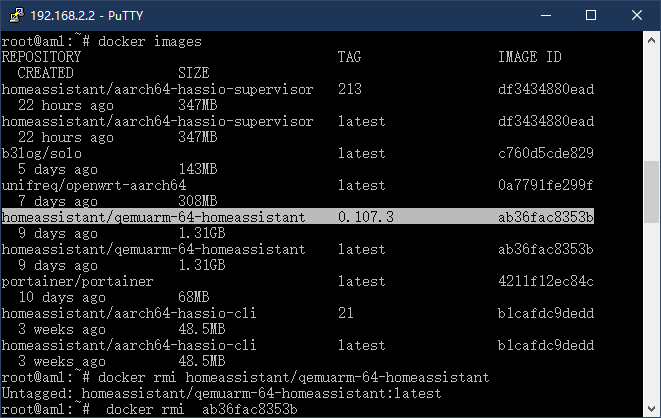 192.168.2.2 - PuTTY
root@aml:~# docker images
REPOSITORY TAG IMAGE ID
CREATED SIZE
homeassistant/aarch64-hassio-supervisor 213 df3434880ead
22 hours ago 347MB
homeassistant/aarch64-hassio-supervisor latest df3434880ead
22 hours ago 347MB
b3log/solo latest c760d5cde829
5 days ago 143MB
unifreq/openwrt-aarch64 latest 0a7791fe299f
7 days ago 308MB
homeassistant/qemuarm-64-homeassistant 0.107.3 ab36fac8353b
9 days ago 1.31GB
homeassistant/qemuarm-64-homeassistant latest ab36fac8353b
9 days ago 1.31GB
portainer/portainer latest 4211f12ec84c
10 days ago 68MB
homeassistant/aarch64-hassio-cli 21 b1cafdc9dedd
3 weeks ago 48.5MB
homeassistant/aarch64-hassio-cli latest b1cafdc9dedd
3 weeks ago 48.5MB
root@aml:~# docker rmi homeassistant/qemuarm-64-homeassistant
Untagged: homeassistant/qemuarm-64-homeassistant:latest
root@aml:~# docker rmi ab36fac8353b